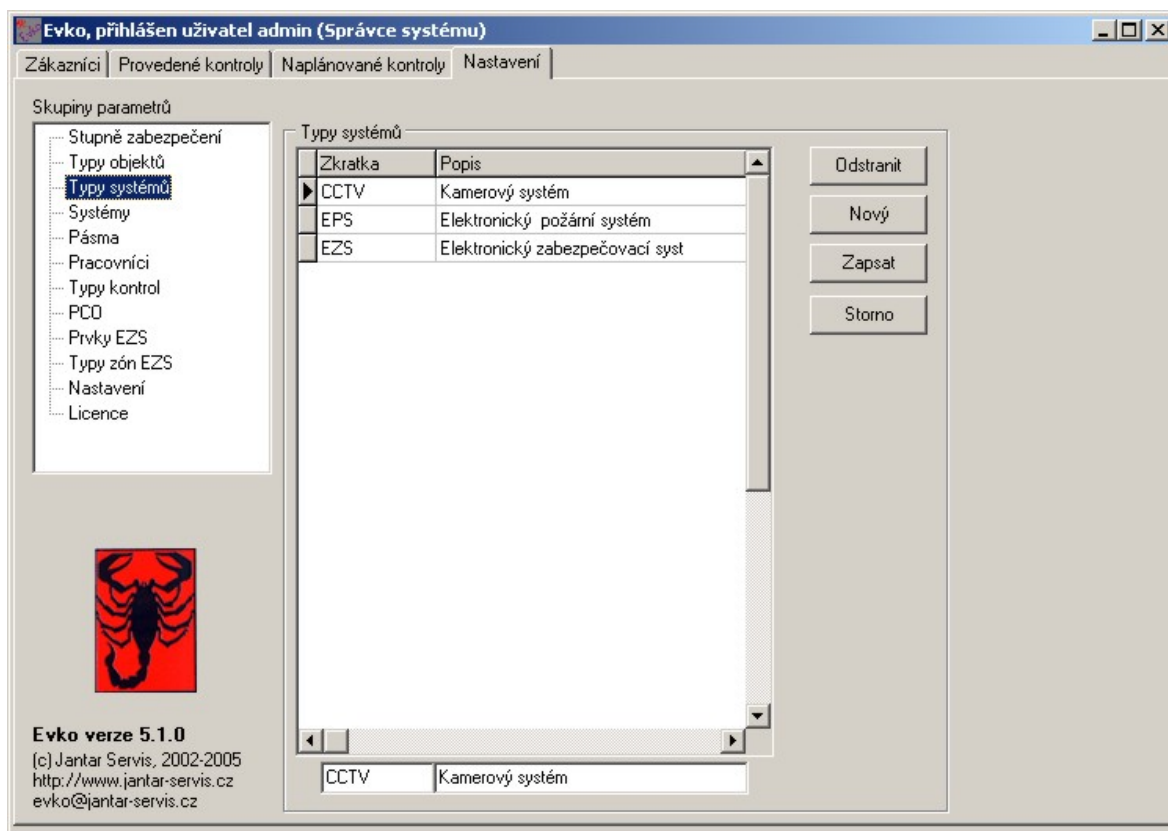 Evko, přihlášen uživatel admin (Správce systému)
Zákazníci Provedené kontroly Naplánované kontroly Nastavení
Skupiny parametrů
Stupně zabezpečení
Typy objektů
Typy systémů
Systémy
Pásma
Pracovníci
Typy kontrol
PCO
Prvky EZS
Typy zón EZS
Nastavení
Licence
Typy systémů
Zkratka Popis
CCTV Kamerový systém
EPS Elektronický požární systém
EZS Elektronický zabezpečovací syst
CCTV Kamerový systém
Odstranit
Nový
Zapsat
Storno
Evko verze 5.1.0
(c) Jantar Servis, 2002-2005
http://www.jantar-servis.cz
evko@jantar-servis.cz